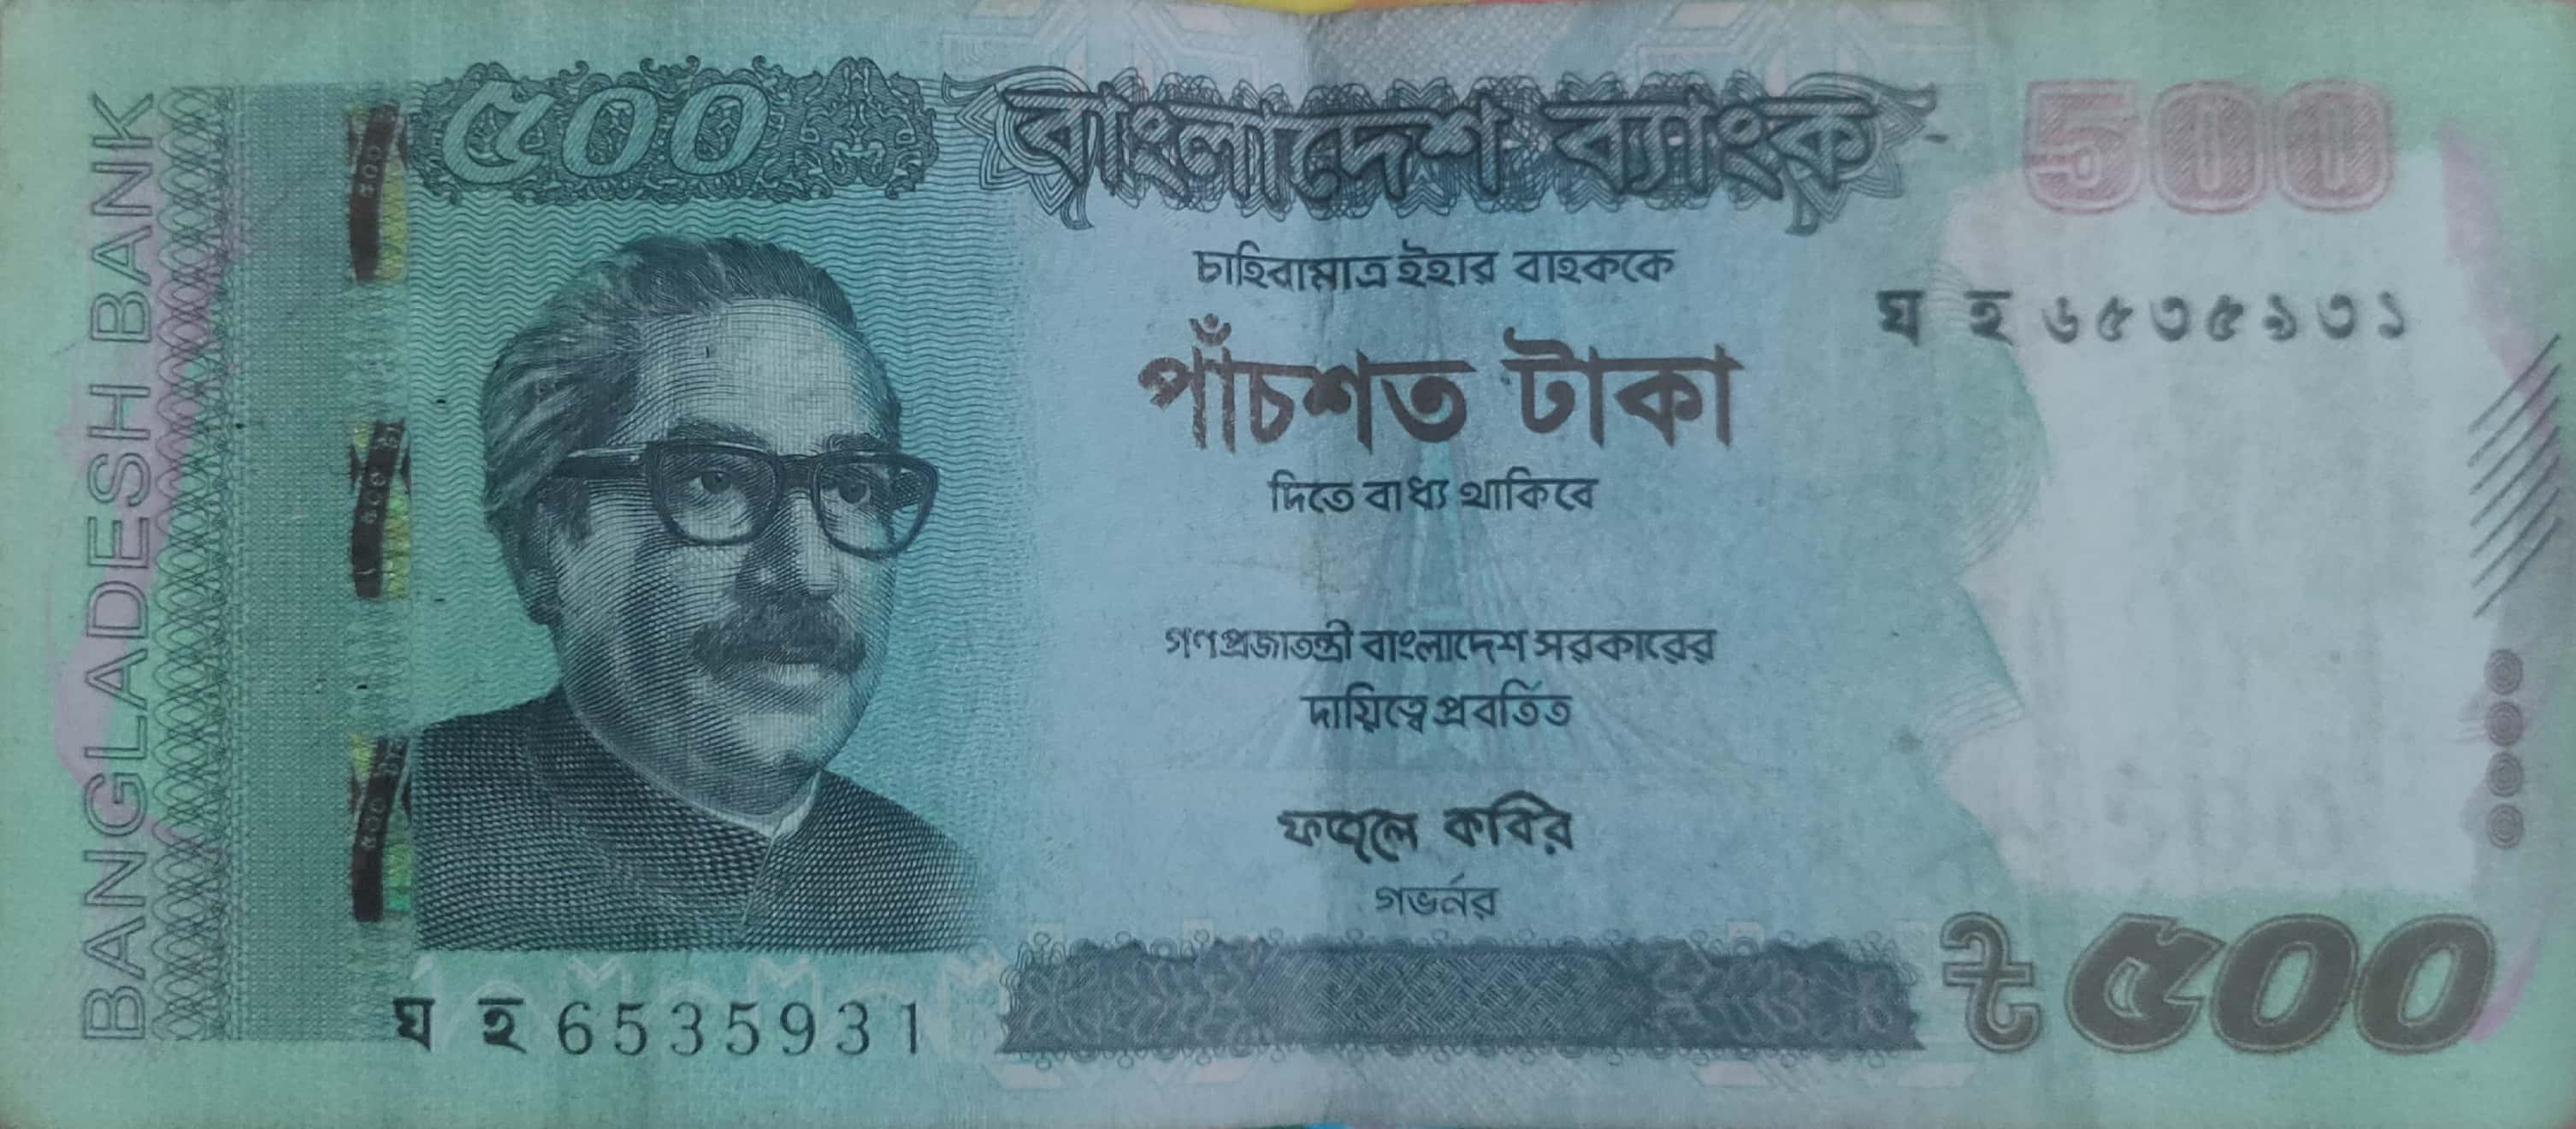 BANGLADESH BANK
৫০০
বাংলাদেশ ব্যাংক
500
চাহিবামাত্র ইহার বাহককে
ঘ হ ৬৫৩৫৯৩১
পাঁচশত টাকা
দিতে বাধ্য থাকিবে
গণপ্রজাতন্ত্রী বাংলাদেশ সরকারের
দায়িত্বে প্রবর্তিত
ফজলে কবির
গভর্নর
ঘ হ 6535931
৳ ৫০০